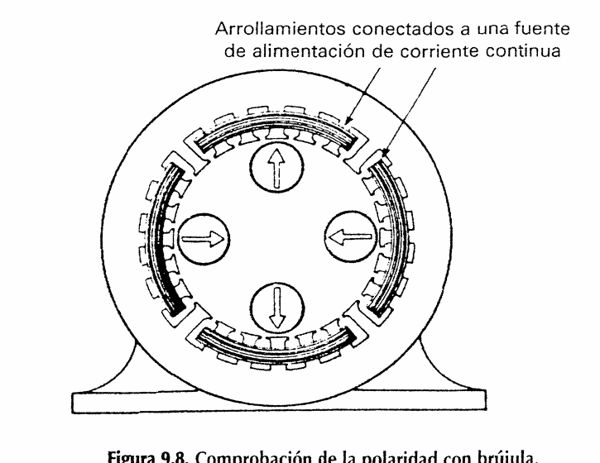 Arrollamientos conectados a una fuente
de alimentación de corriente continua
Figura 9.8. Comprobación de la polaridad con brújula.